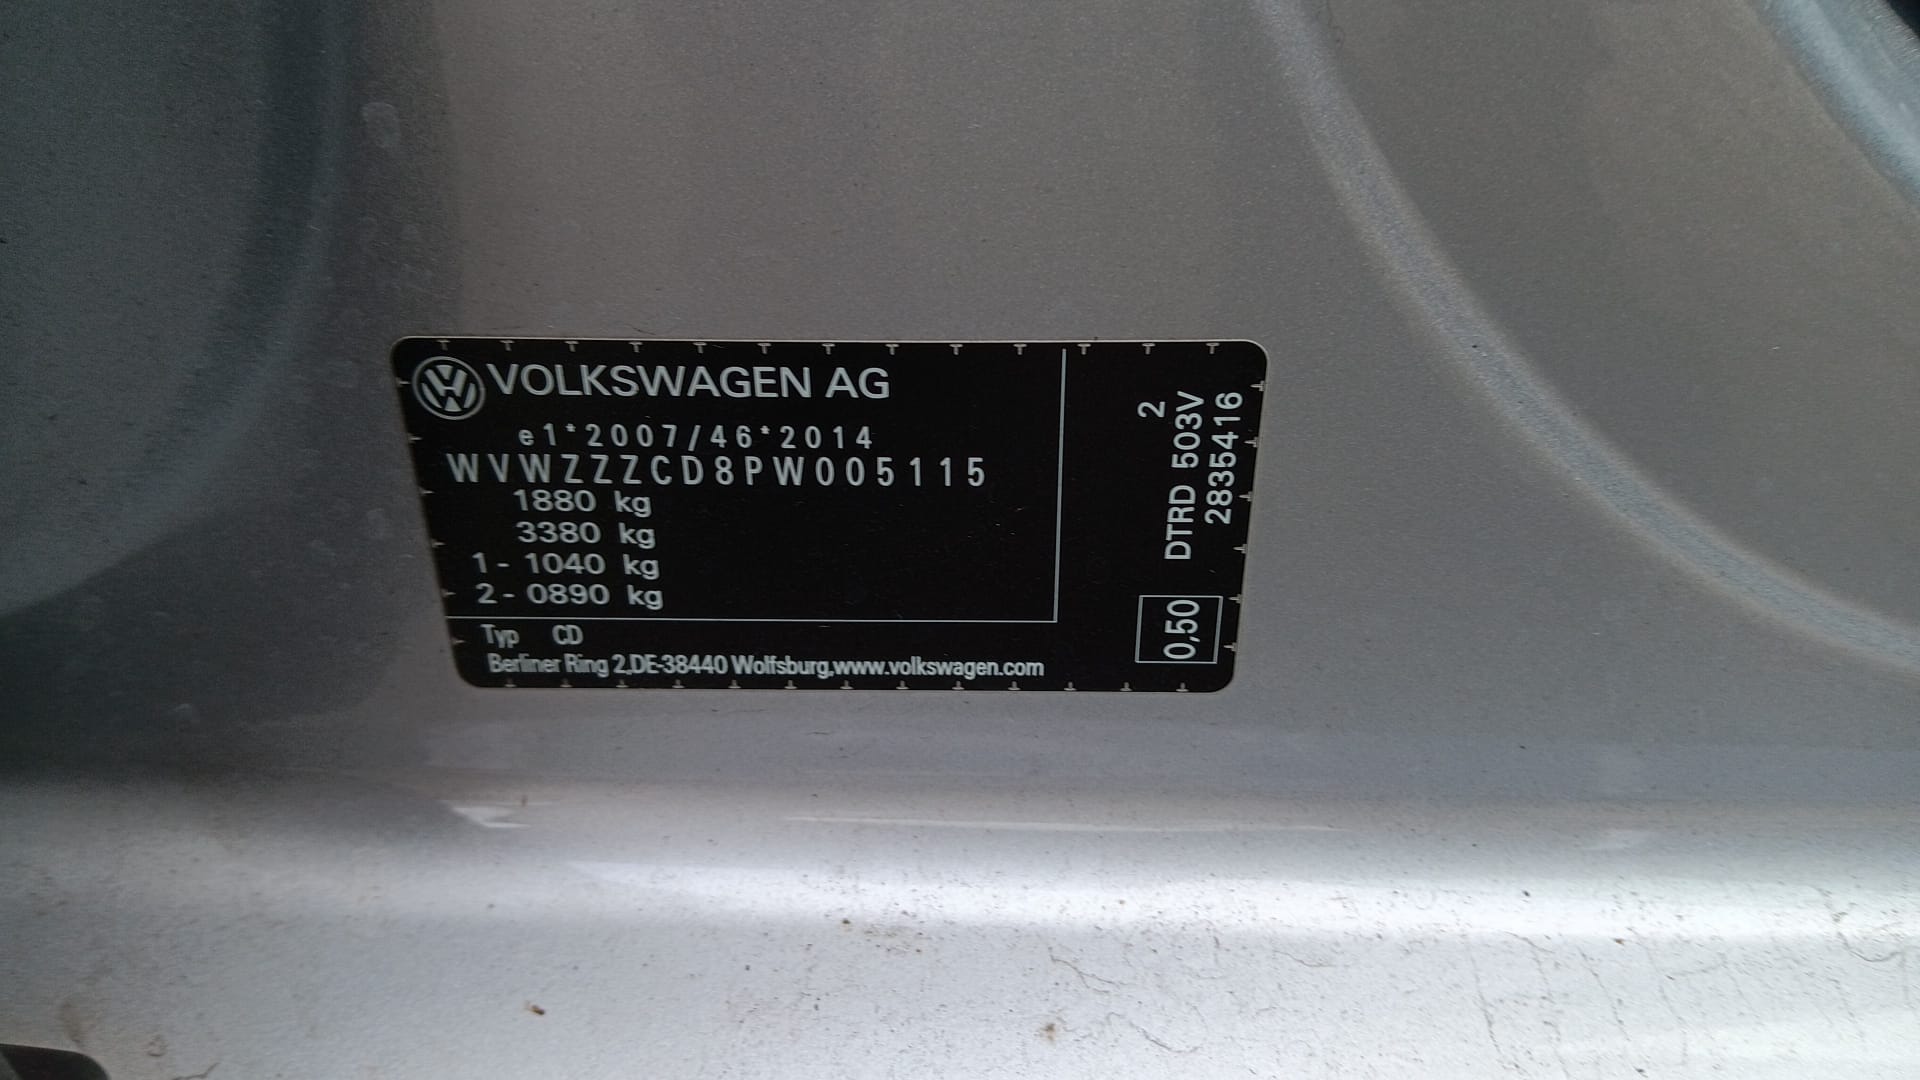 VOLKSWAGEN AG
e1*2007/46*2014
WVWZZZCD8PW005115
1880 kg
3380 kg
1- 1040 kg
2- 0890 kg
Typ CD
Berliner Ring 2,DE-38440 Wolfsburg,www.volkswagen.com
2
0,50 DTRD 503V
2835416